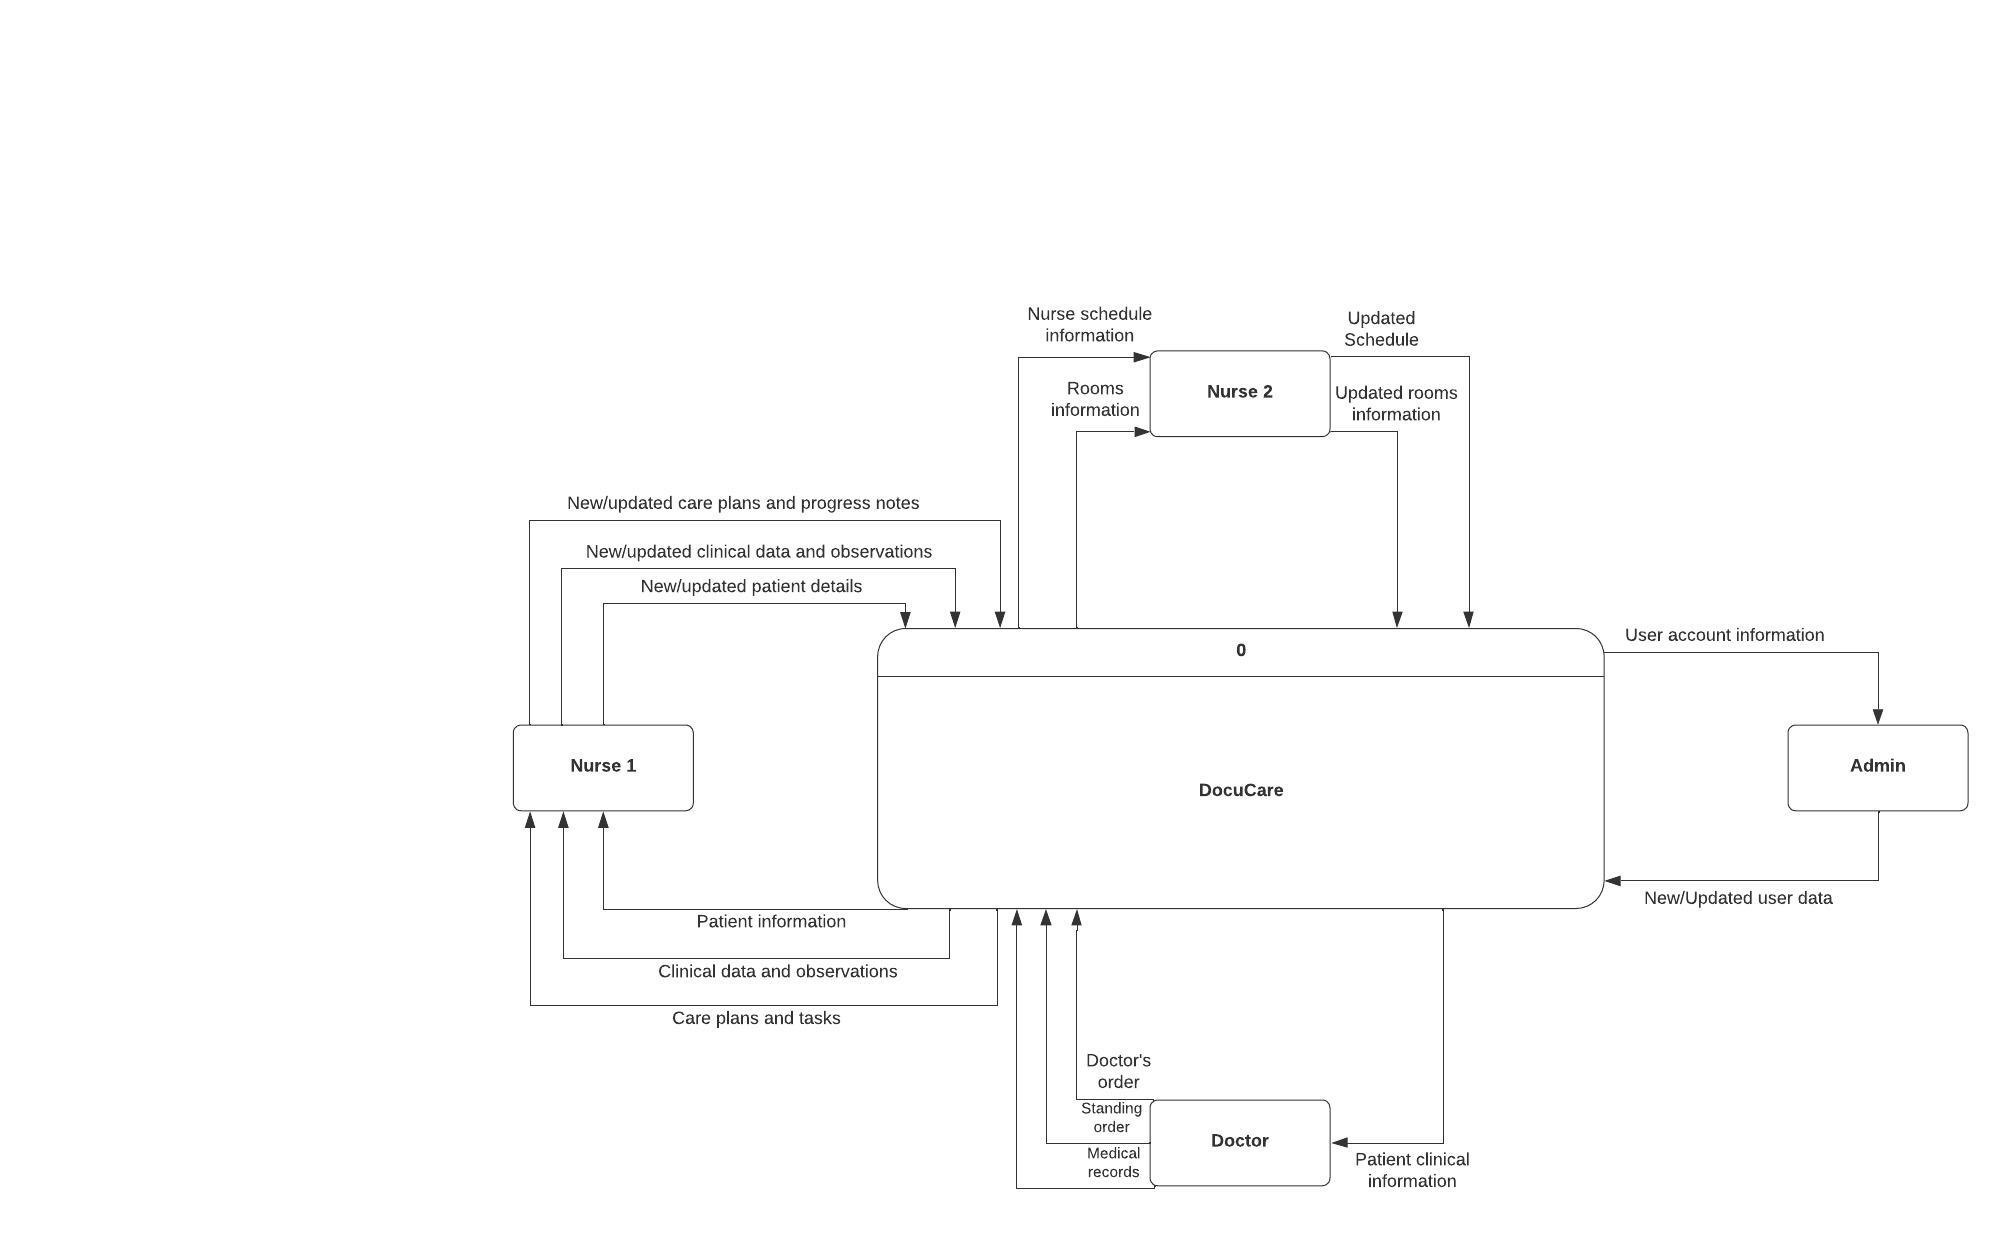 Nurse schedule
information
Updated
Schedule
Rooms
information
Nurse 2
Updated rooms
information
New/updated care plans and progress notes
New/updated clinical data and observations
New/updated patient details
0
User account information
Nurse 1
DocuCare
Admin
New/Updated user data
Patient information
Clinical data and observations
Care plans and tasks
Doctor's
order
Standing
order
Medical
records
Doctor
Patient clinical
information